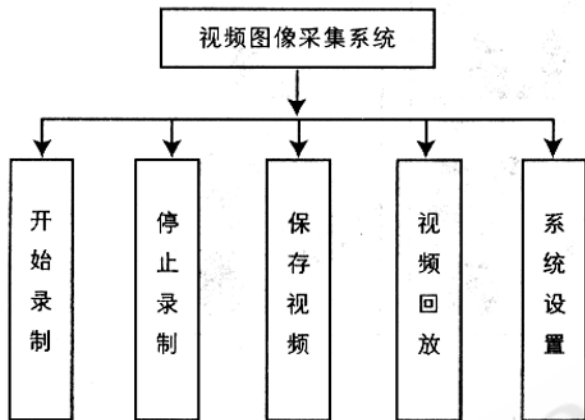 视频图像采集系统
开始录制
停止录制
保存视频
视频回放
系统设置